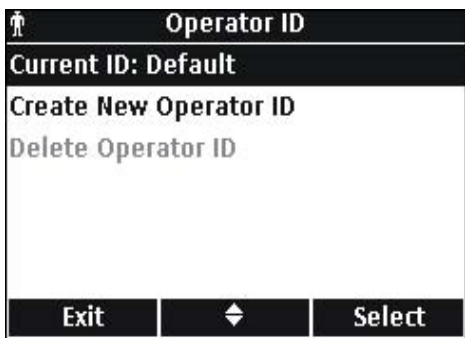 Operator ID
Current ID: Default
Create New Operator ID
Delete Operator ID
Exit
Select